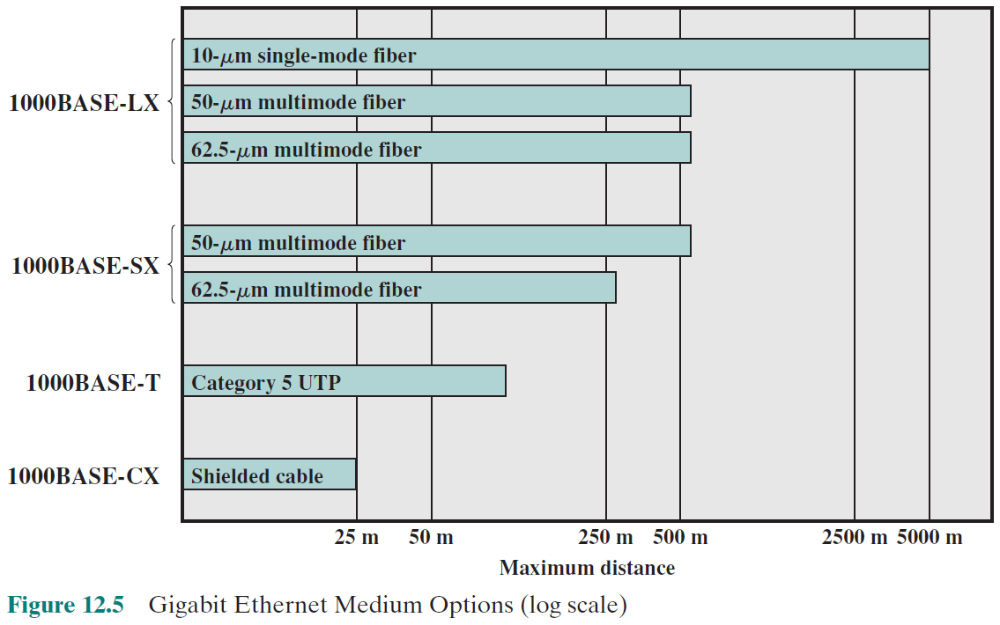 10-μm single-mode fiber
1000BASE-LX
50-μm multimode fiber
62.5-μm multimode fiber
50-μm multimode fiber
1000BASE-SX
62.5-μm multimode fiber
1000BASE-T
Category 5 UTP
1000BASE-CX
Shielded cable
25 m 50 m 250 m 500 m 2500 m 5000 m
Maximum distance
Figure 12.5 Gigabit Ethernet Medium Options (log scale)